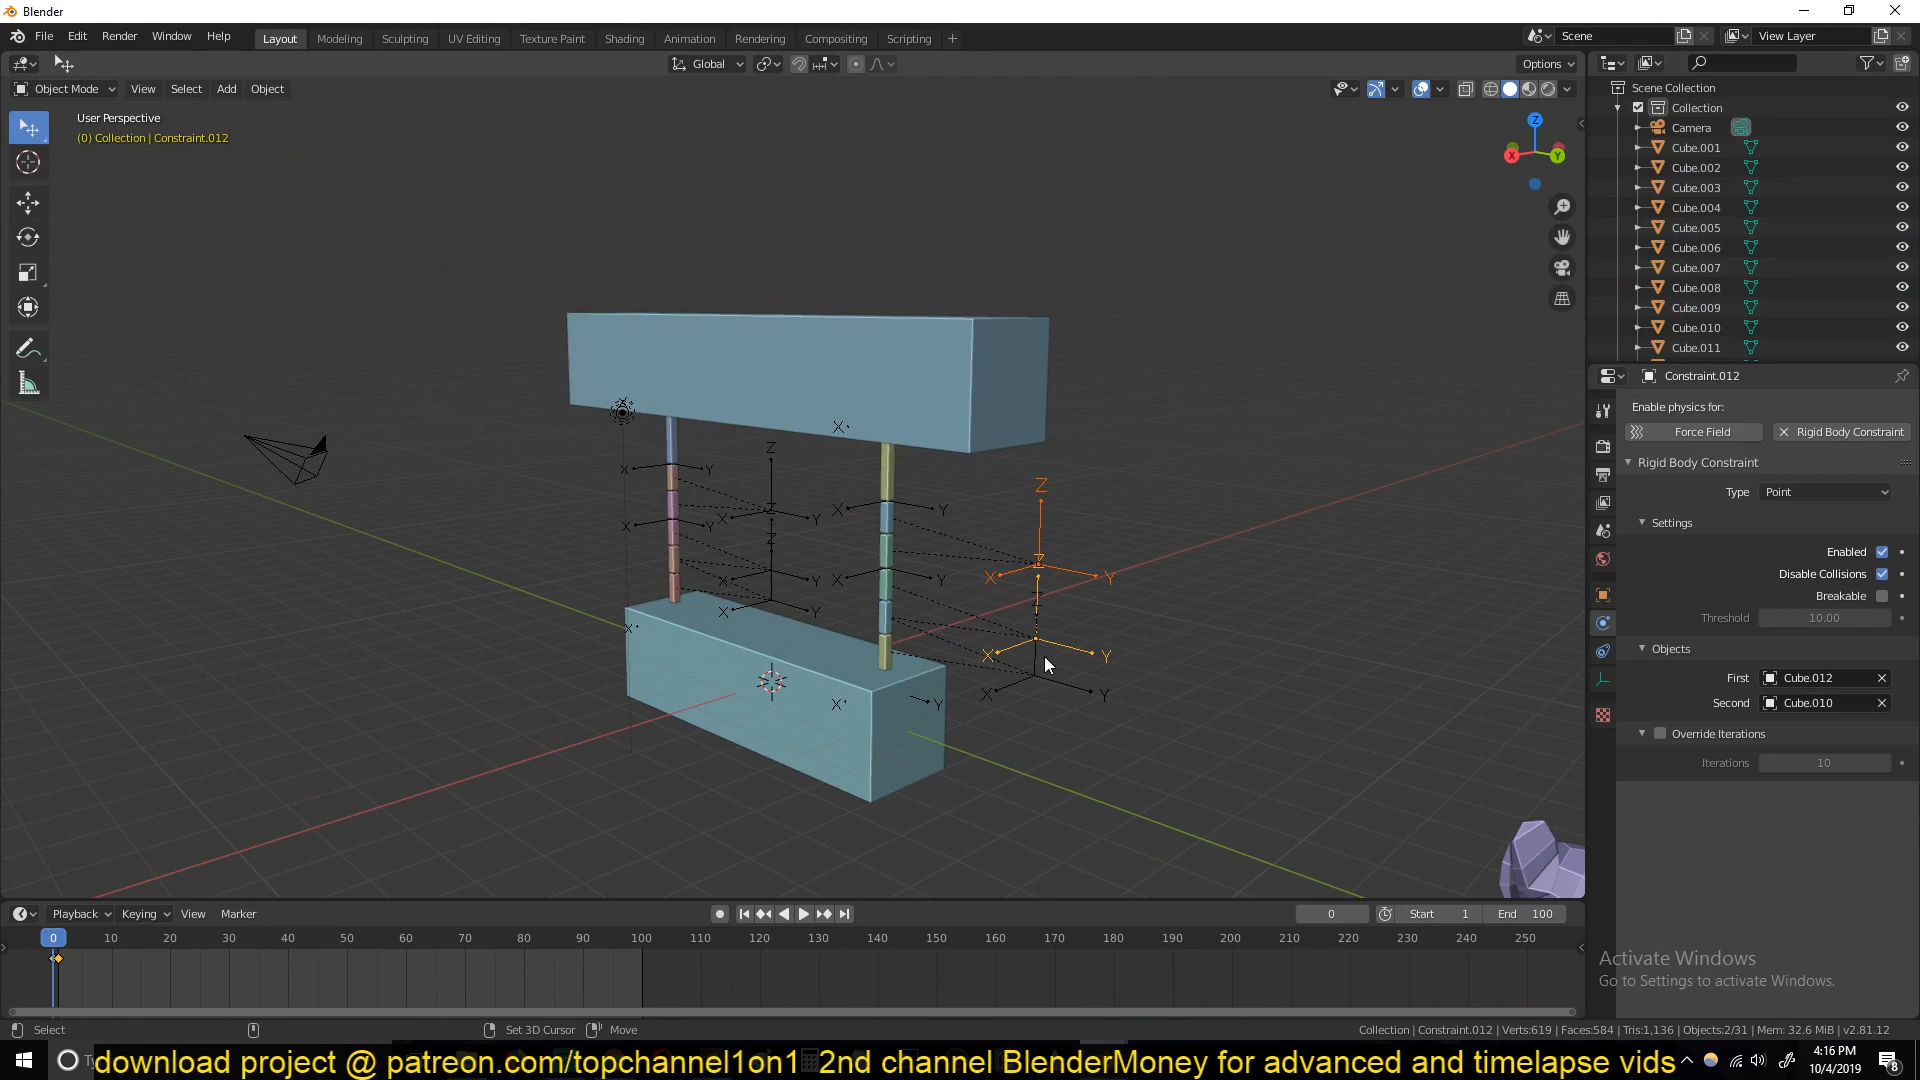 Blender
File Edit Render Window Help Layout Modeling Sculpting UV Editing Texture Paint Shading Animation Rendering Compositing Scripting + Scene View Layer
Global Options
Object Mode View Select Add Object
User Perspective
(0) Collection | Constraint.012
Scene Collection
Collection
Camera
Cube.001
Cube.002
Cube.003
Cube.004
Cube.005
Cube.006
Cube.007
Cube.008
Cube.009
Cube.010
Cube.011
Constraint.012
Enable physics for:
Force Field Rigid Body Constraint
Rigid Body Constraint
Type Point
Settings
Enabled
Disable Collisions
Breakable
Threshold 10.00
Objects
First Cube.012
Second Cube.010
Override Iterations
Iterations 10
Playback Keying View Marker 0 Start 1 End 100
0 10 20 30 40 50 60 70 80 90 100 110 120 130 140 150 160 170 180 190 200 210 220 230 240 250
Activate Windows
Go to Settings to activate Windows.
Select Set 3D Cursor Move Collection | Constraint.012 | Verts:619 | Faces:584 | Tris:1,136 | Objects:2/31 | Mem: 32.6 MiB | v2.81.12
download project @ patreon.com/topchannel1on1 2nd channel BlenderMoney for advanced and timelapse vids
4:16 PM
10/4/2019
8